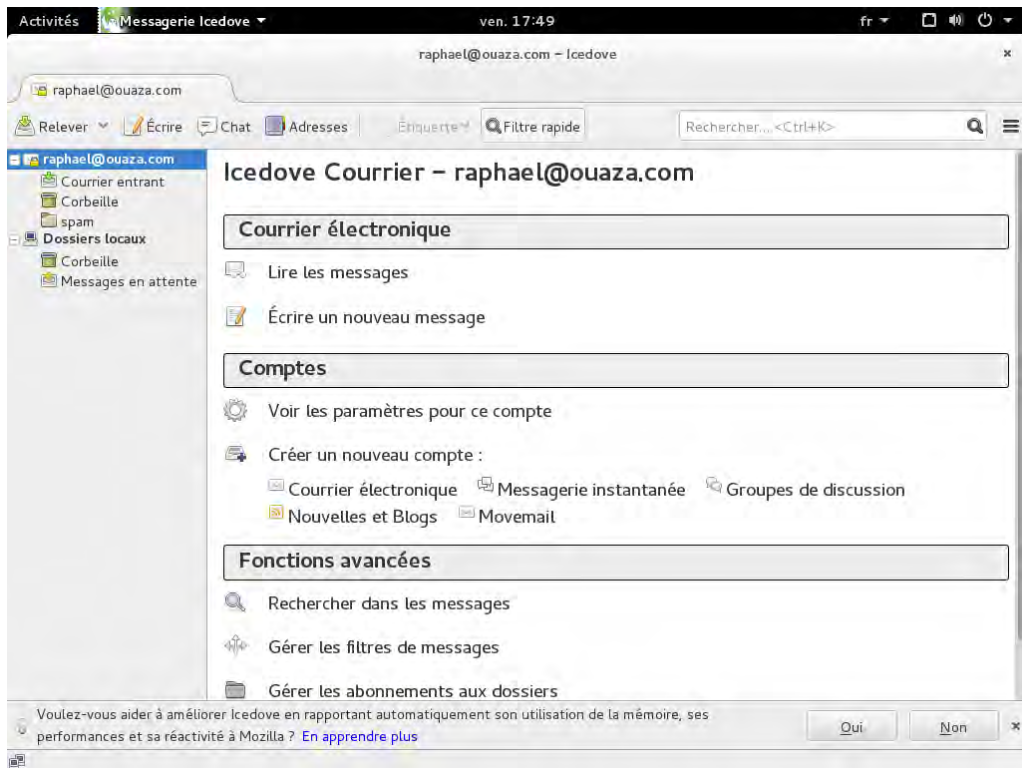 Activités Messagerie Icedove ven. 17:49 fr
raphael@ouaza.com – Icedove
raphael@ouaza.com
Relever Écrire Chat Adresses Étiquette Filtre rapide Rechercher... <Ctrl+K>
raphael@ouaza.com
Courrier entrant
Corbeille
spam
Dossiers locaux
Corbeille
Messages en attente
Icedove Courrier – raphael@ouaza.com
Courrier électronique
Lire les messages
Écrire un nouveau message
Comptes
Voir les paramètres pour ce compte
Créer un nouveau compte :
Courrier électronique Messagerie instantanée Groupes de discussion
Nouvelles et Blogs Movemail
Fonctions avancées
Rechercher dans les messages
Gérer les filtres de messages
Gérer les abonnements aux dossiers
Voulez-vous aider à améliorer Icedove en rapportant automatiquement son utilisation de la mémoire, ses
performances et sa réactivité à Mozilla ? En apprendre plus
Oui Non